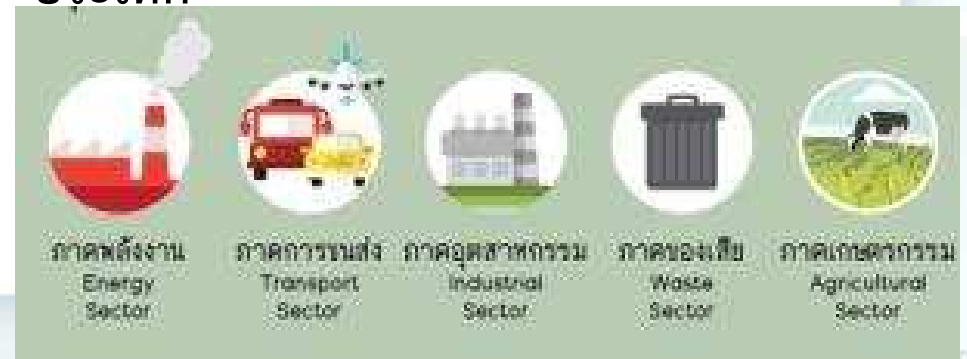 ภาคพลังงาน
Energy
Sector
ภาคการขนส่ง
Transport
Sector
ภาคอุตสาหกรรม
Industrial
Sector
ภาคของเสีย
Waste
Sector
ภาคเกษตรกรรม
Agricultural
Sector